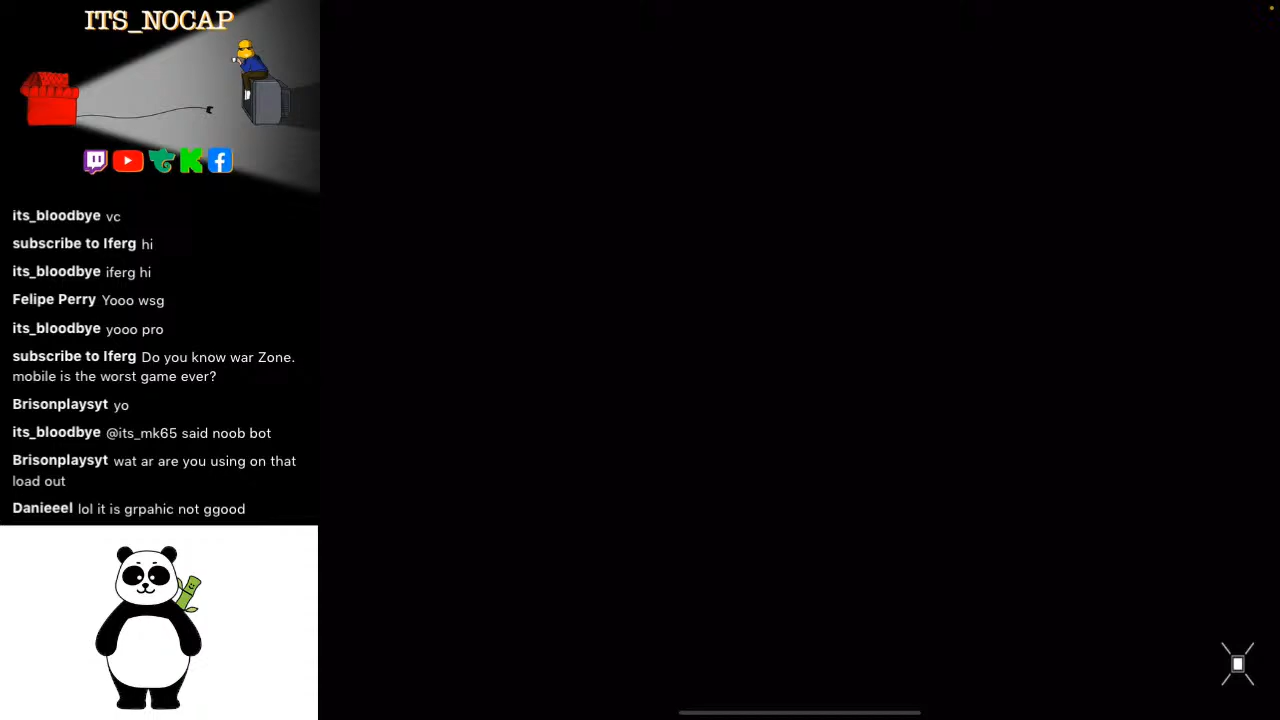 ITS_NOCAP
its_bloodbye vc
subscribe to Iferg hi
its_bloodbye iferg hi
Felipe Perry Yooo wsg
its_bloodbye yooo pro
subscribe to Iferg Do you know war Zone.
mobile is the worst game ever?
Brisonplaysyt yo
its_bloodbye @its_mk65 said noob bot
Brisonplaysyt wat ar are you using on that
load out
Danieeel lol it is grpahic not ggood